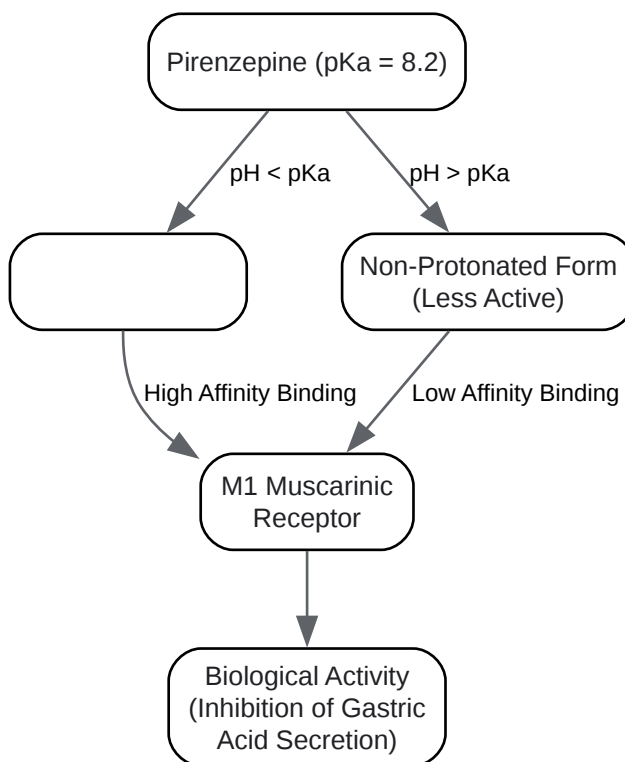 Pirenzepine (pKa = 8.2)
pH < pKa
pH > pKa
Non-Protonated Form
(Less Active)
High Affinity Binding
Low Affinity Binding
M1 Muscarinic
Receptor
Biological Activity
(Inhibition of Gastric
Acid Secretion)